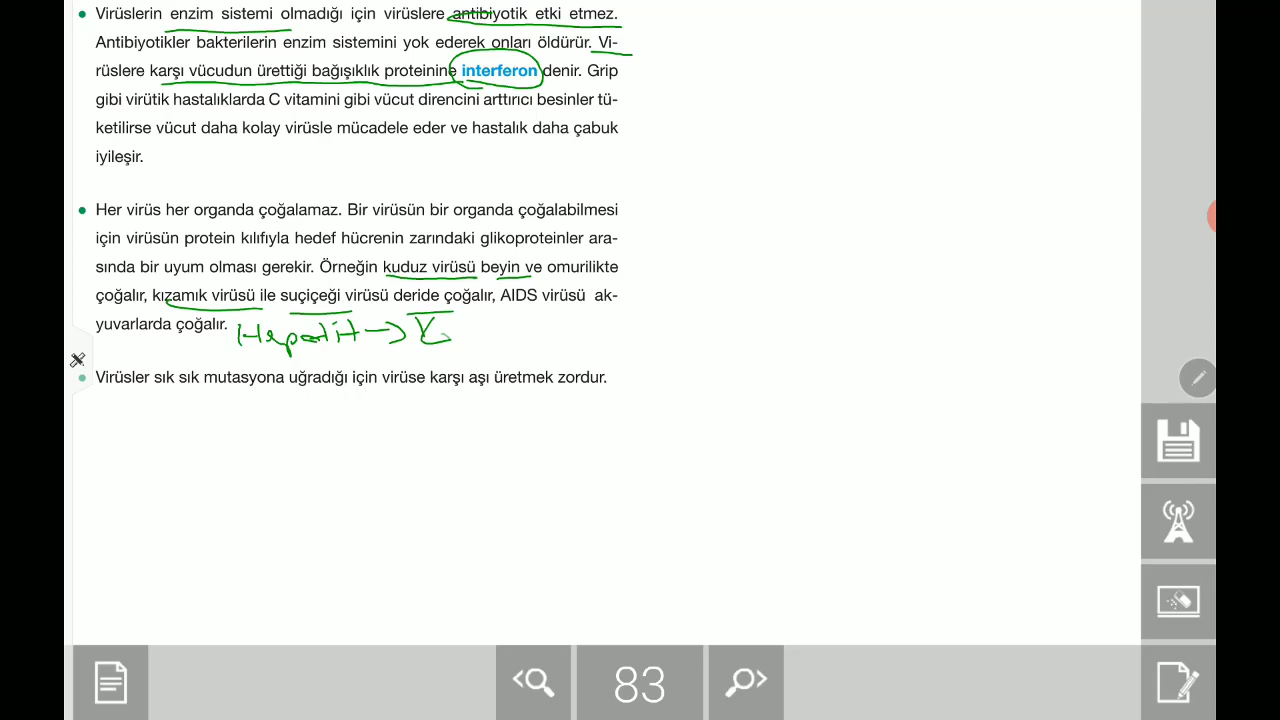 • Virüslerin enzim sistemi olmadığı için virüslere antibiyotik etki etmez.
Antibiyotikler bakterilerin enzim sistemini yok ederek onları öldürür. Vi-
rüslere karşı vücudun ürettiği bağışıklık proteinine interferon denir. Grip
gibi virütik hastalıklarda C vitamini gibi vücut direncini arttırıcı besinler tü-
ketilirse vücut daha kolay virüsle mücadele eder ve hastalık daha çabuk
iyileşir.
• Her virüs her organda çoğalamaz. Bir virüsün bir organda çoğalabilmesi
için virüsün protein kılıfıyla hedef hücrenin zarındaki glikoproteinler ara-
sında bir uyum olması gerekir. Örneğin kuduz virüsü beyin ve omurilikte
çoğalır, kızamık virüsü ile suçiçeği virüsü deride çoğalır, AIDS virüsü ak-
yuvarlarda çoğalır.
Hepatit →
• Virüsler sık sık mutasyona uğradığı için virüse karşı aşı üretmek zordur.
83